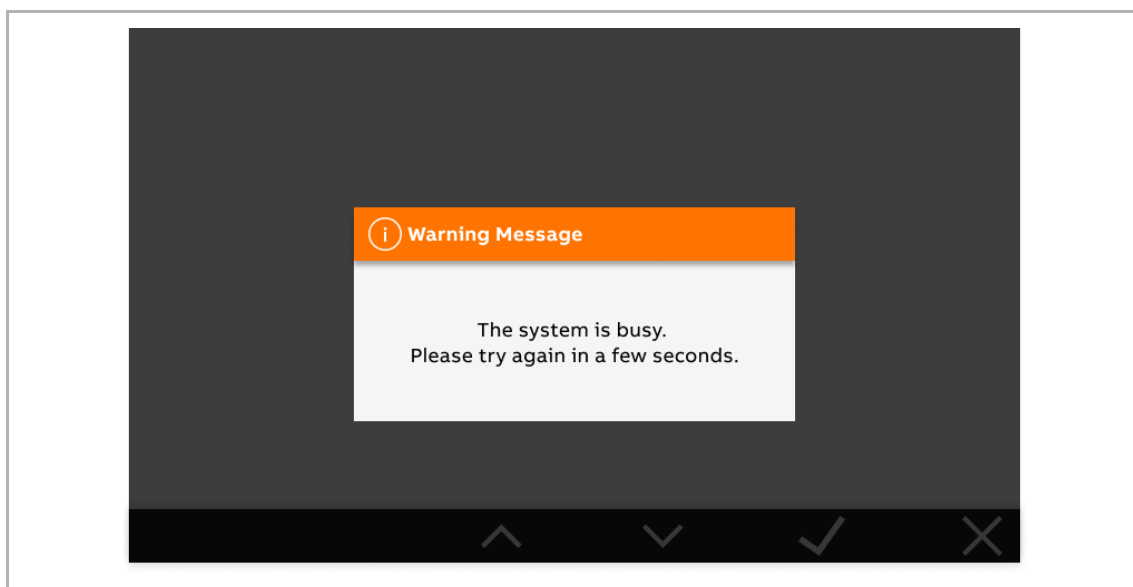 Warning Message
The system is busy.
Please try again in a few seconds.